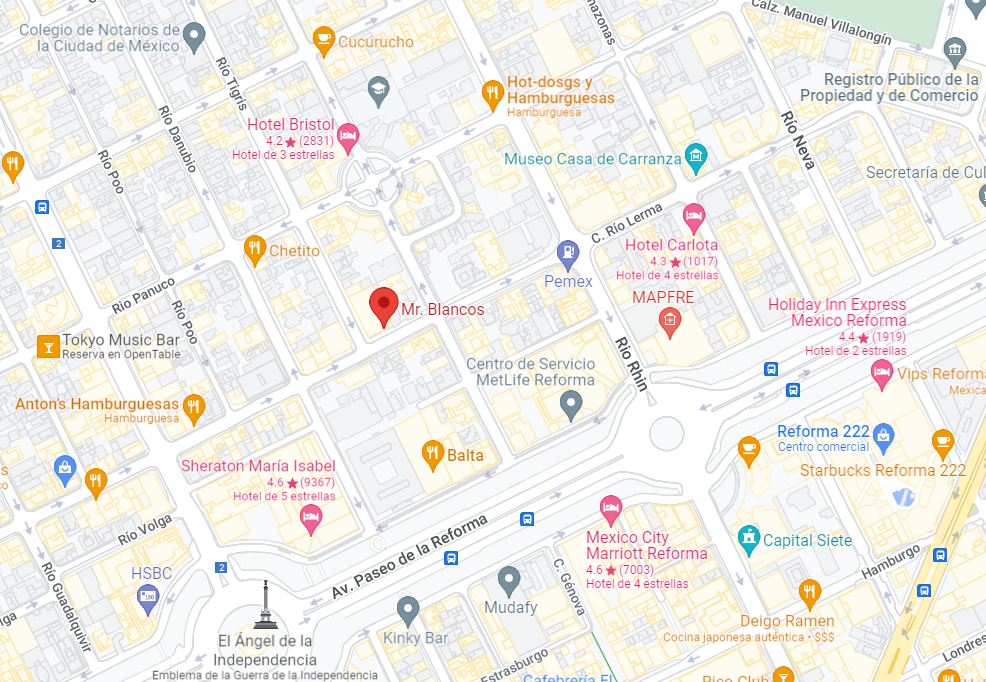 Colegio de Notarios de
la Ciudad de México
Cucurucho
Calz. Manuel Villalongín
Hot-dosgs y
Hamburguesas
Hamburguesa
Registro Público de la
Propiedad y de Comercio
Río Tigris
Río Danubio
Río Poo
Hotel Bristol
4.2★(2831)
Hotel de 3 estrellas
Museo Casa de Carranza
Río Neva
Secretaría de Cul
C. Río Lerma
Hotel Carlota
4.3★(1017)
Hotel de 4 estrellas
2
Chetito
Pemex
Río Panuco
Río Poo
Mr. Blancos
MAPFRE
Holiday Inn Express
Mexico Reforma
4.4★(1919)
Hotel de 2 estrellas
Tokyo Music Bar
Reserva en OpenTable
Centro de Servicio
MetLife Reforma
Río Rhin
Vips Reforma
Mexica
Anton's Hamburguesas
Hamburguesa
Reforma 222
Centro comercial
Balta
Starbucks Reforma 222
Sheraton María Isabel
4.6★(9367)
Hotel de 5 estrellas
Río Volga
Av. Paseo de la Reforma
Mexico City
Marriott Reforma
4.6★(7003)
Hotel de 4 estrellas
Capital Siete
Hamburgo
Río Guadalquivir
HSBC
2
C. Génova
Mudafy
Deigo Ramen
Cocina japonesa auténtica • $$$
El Ángel de la
Independencia
Emblema de la Guerra de la Independencia
Kinky Bar
Estrasburgo
Londres
Cafebrería El
Rico Club